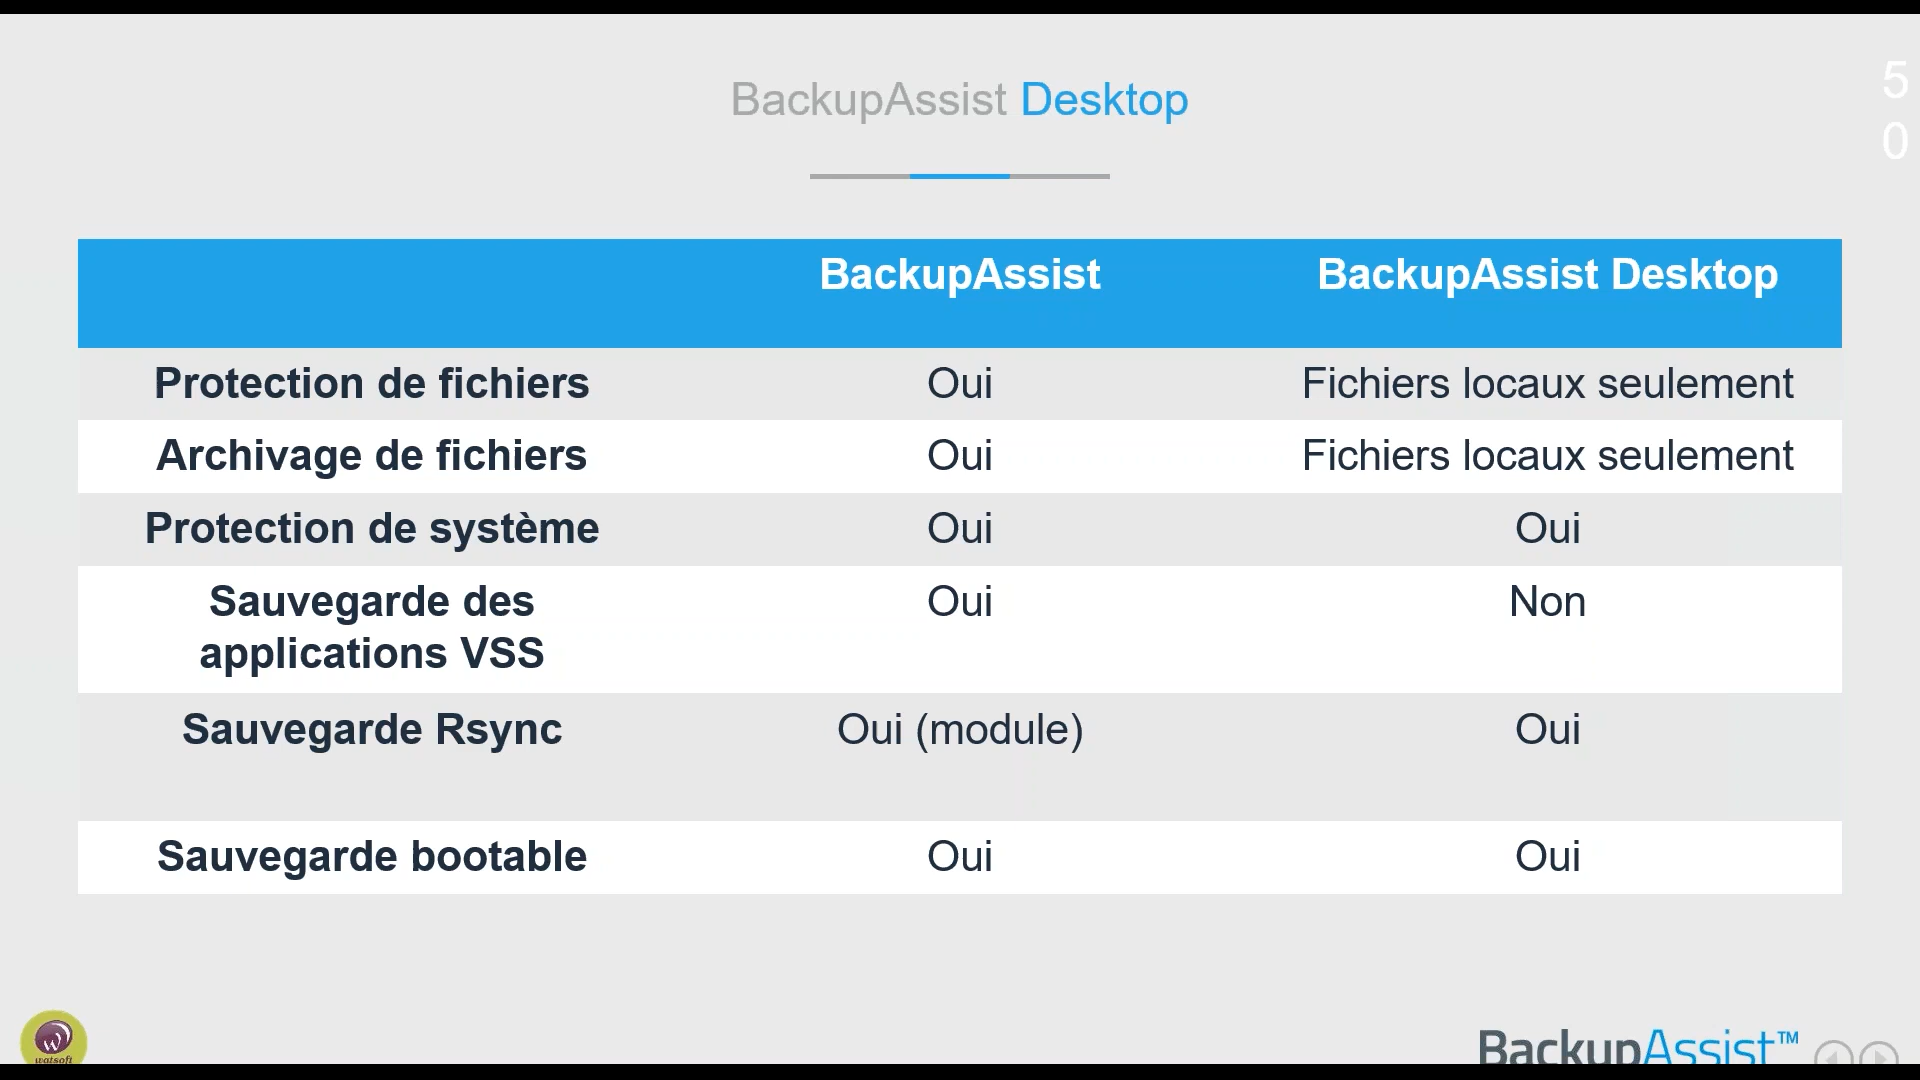 BackupAssist Desktop
5
0
BackupAssist BackupAssist Desktop
Protection de fichiers Oui Fichiers locaux seulement
Archivage de fichiers Oui Fichiers locaux seulement
Protection de système Oui Oui
Sauvegarde des Oui Non
applications VSS
Sauvegarde Rsync Oui (module) Oui
Sauvegarde bootable Oui Oui
watsoft
BackupAssist™